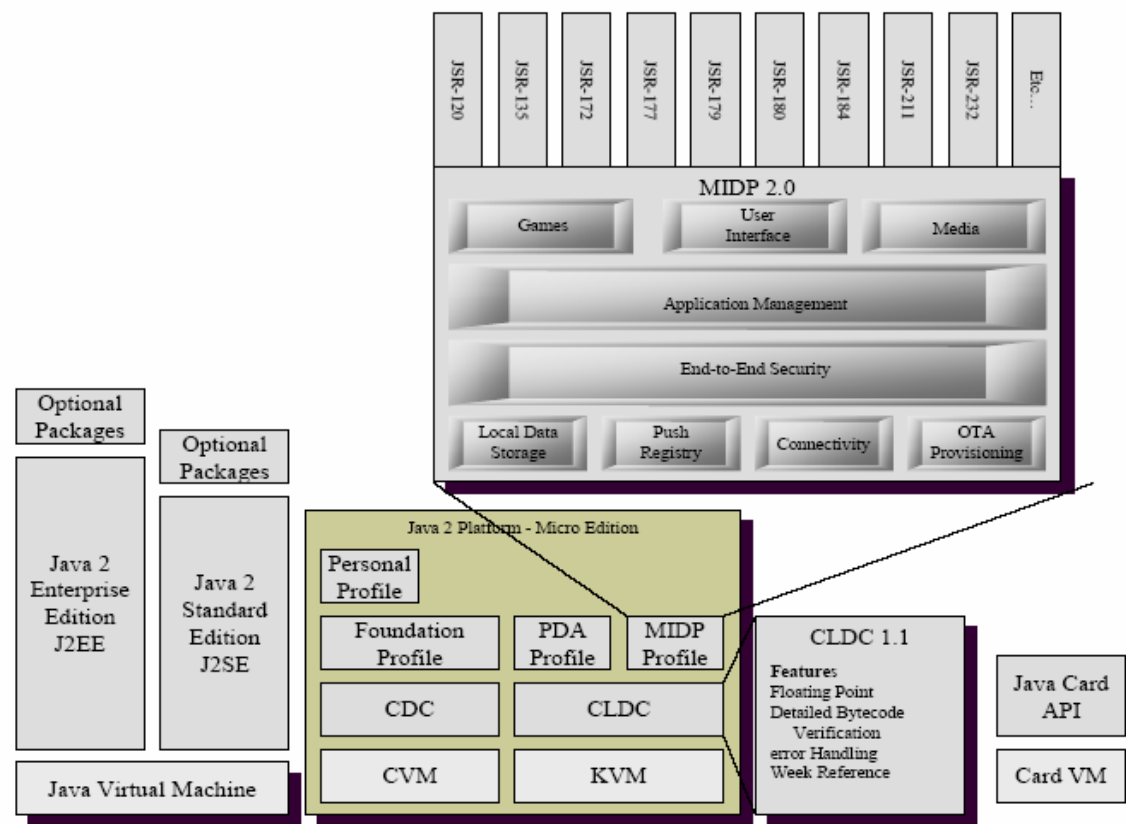 JSR-120
JSR-135
JSR-172
JSR-177
JSR-179
JSR-180
JSR-184
JSR-211
JSR-232
Etc...
MIDP 2.0
Games
User
Interface
Media
Application Management
End-to-End Security
Local Data
Storage
Push
Registry
Connectivity
OTA
Provisioning
Optional
Packages
Java 2
Enterprise
Edition
J2EE
Optional
Packages
Java 2
Standard
Edition
J2SE
Java Virtual Machine
Java 2 Platform - Micro Edition
Personal
Profile
Foundation
Profile
PDA
Profile
MIDP
Profile
CDC
CLDC
CVM
KVM
CLDC 1.1
Features
Floating Point
Detailed Bytecode
Verification
error Handling
Week Reference
Java Card
API
Card VM